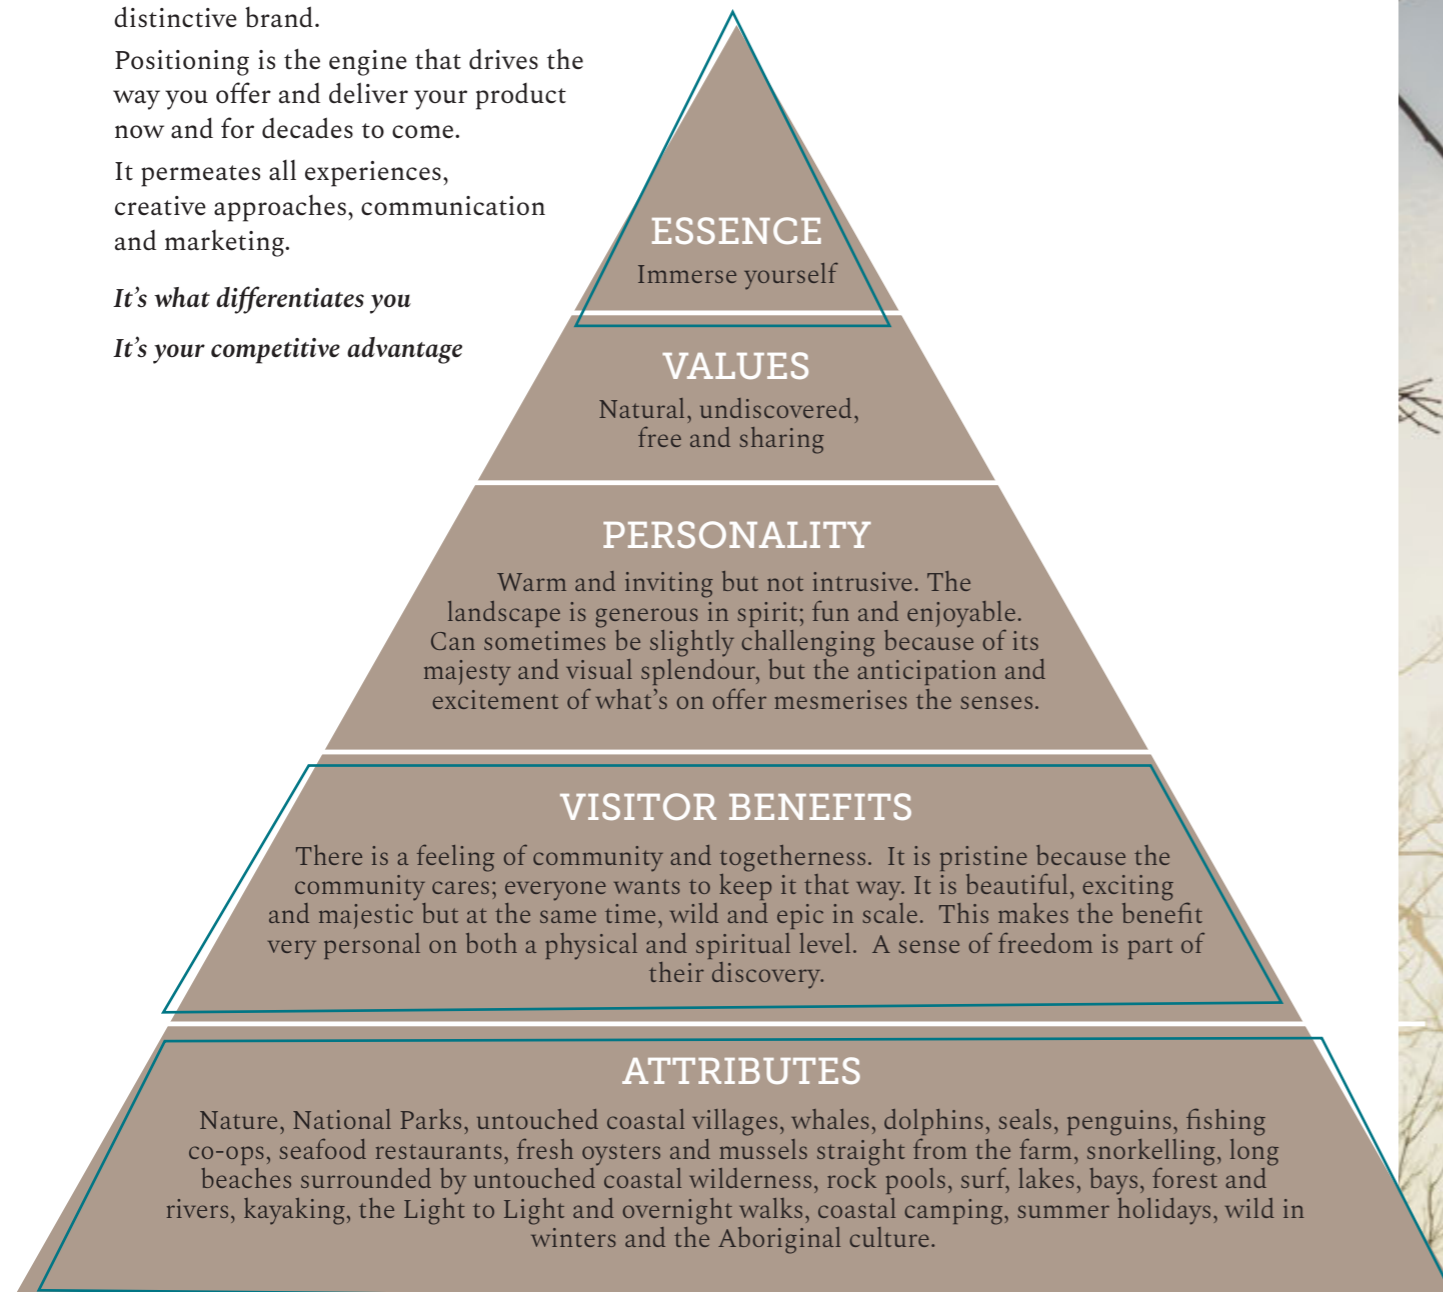 distinctive brand.
Positioning is the engine that drives the
way you offer and deliver your product
now and for decades to come.
It permeates all experiences,
creative approaches, communication
and marketing.
It’s what differentiates you
It’s your competitive advantage
ESSENCE
Immerse yourself
VALUES
Natural, undiscovered,
free and sharing
PERSONALITY
Warm and inviting but not intrusive. The
landscape is generous in spirit; fun and enjoyable.
Can sometimes be slightly challenging because of its
majesty and visual splendour, but the anticipation and
excitement of what’s on offer mesmerises the senses.
VISITOR BENEFITS
There is a feeling of community and togetherness.  It is pristine because the
community cares; everyone wants to keep it that way. It is beautiful, exciting
and majestic but at the same time, wild and epic in scale.  This makes the benefit
very personal on both a physical and spiritual level.  A sense of freedom is part of
their discovery.
ATTRIBUTES
Nature, National Parks, untouched coastal villages, whales, dolphins, seals, penguins, fishing
co-ops, seafood restaurants, fresh oysters and mussels straight from the farm, snorkelling, long
beaches surrounded by untouched coastal wilderness, rock pools, surf, lakes, bays, forest and
rivers, kayaking, the Light to Light and overnight walks, coastal camping, summer holidays, wild in
winters and the Aboriginal culture.